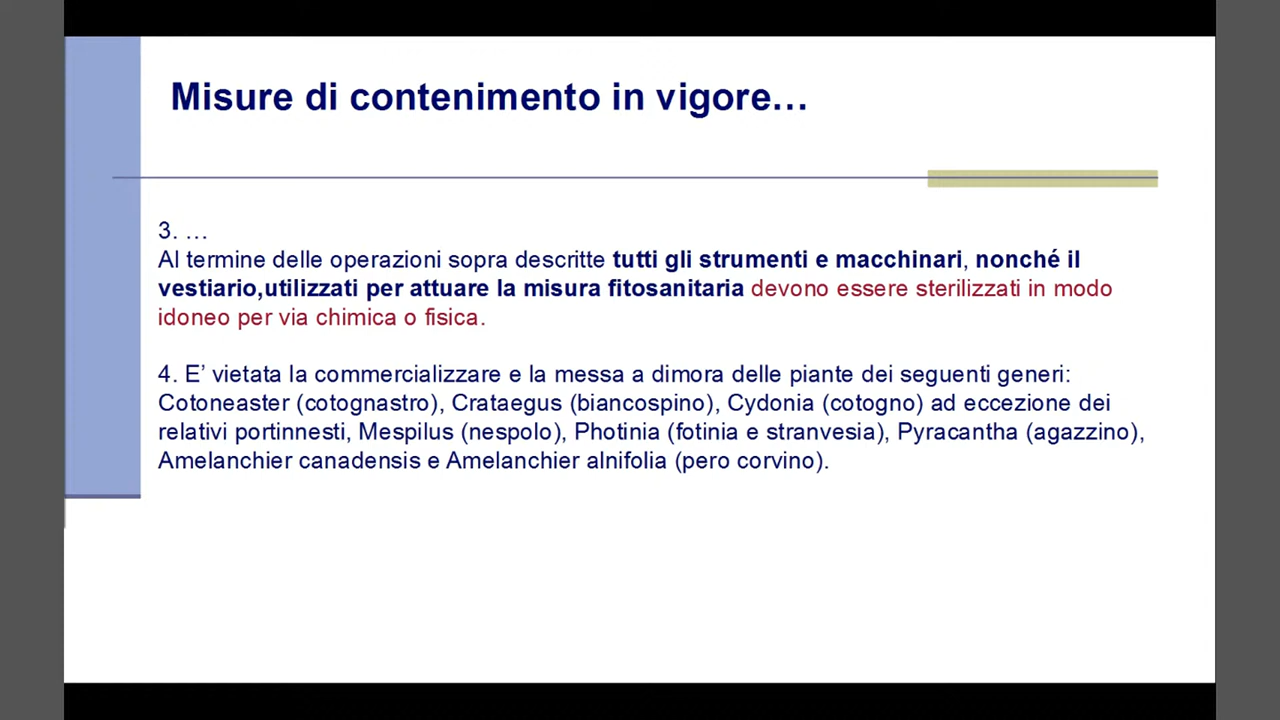 Misure di contenimento in vigore…
3. …
Al termine delle operazioni sopra descritte tutti gli strumenti e macchinari, nonché il
vestiario,utilizzati per attuare la misura fitosanitaria devono essere sterilizzati in modo
idoneo per via chimica o fisica.
4. E’ vietata la commercializzare e la messa a dimora delle piante dei seguenti generi:
Cotoneaster (cotognastro), Crataegus (biancospino), Cydonia (cotogno) ad eccezione dei
relativi portinnesti, Mespilus (nespolo), Photinia (fotinia e stranvesia), Pyracantha (agazzino),
Amelanchier canadensis e Amelanchier alnifolia (pero corvino).